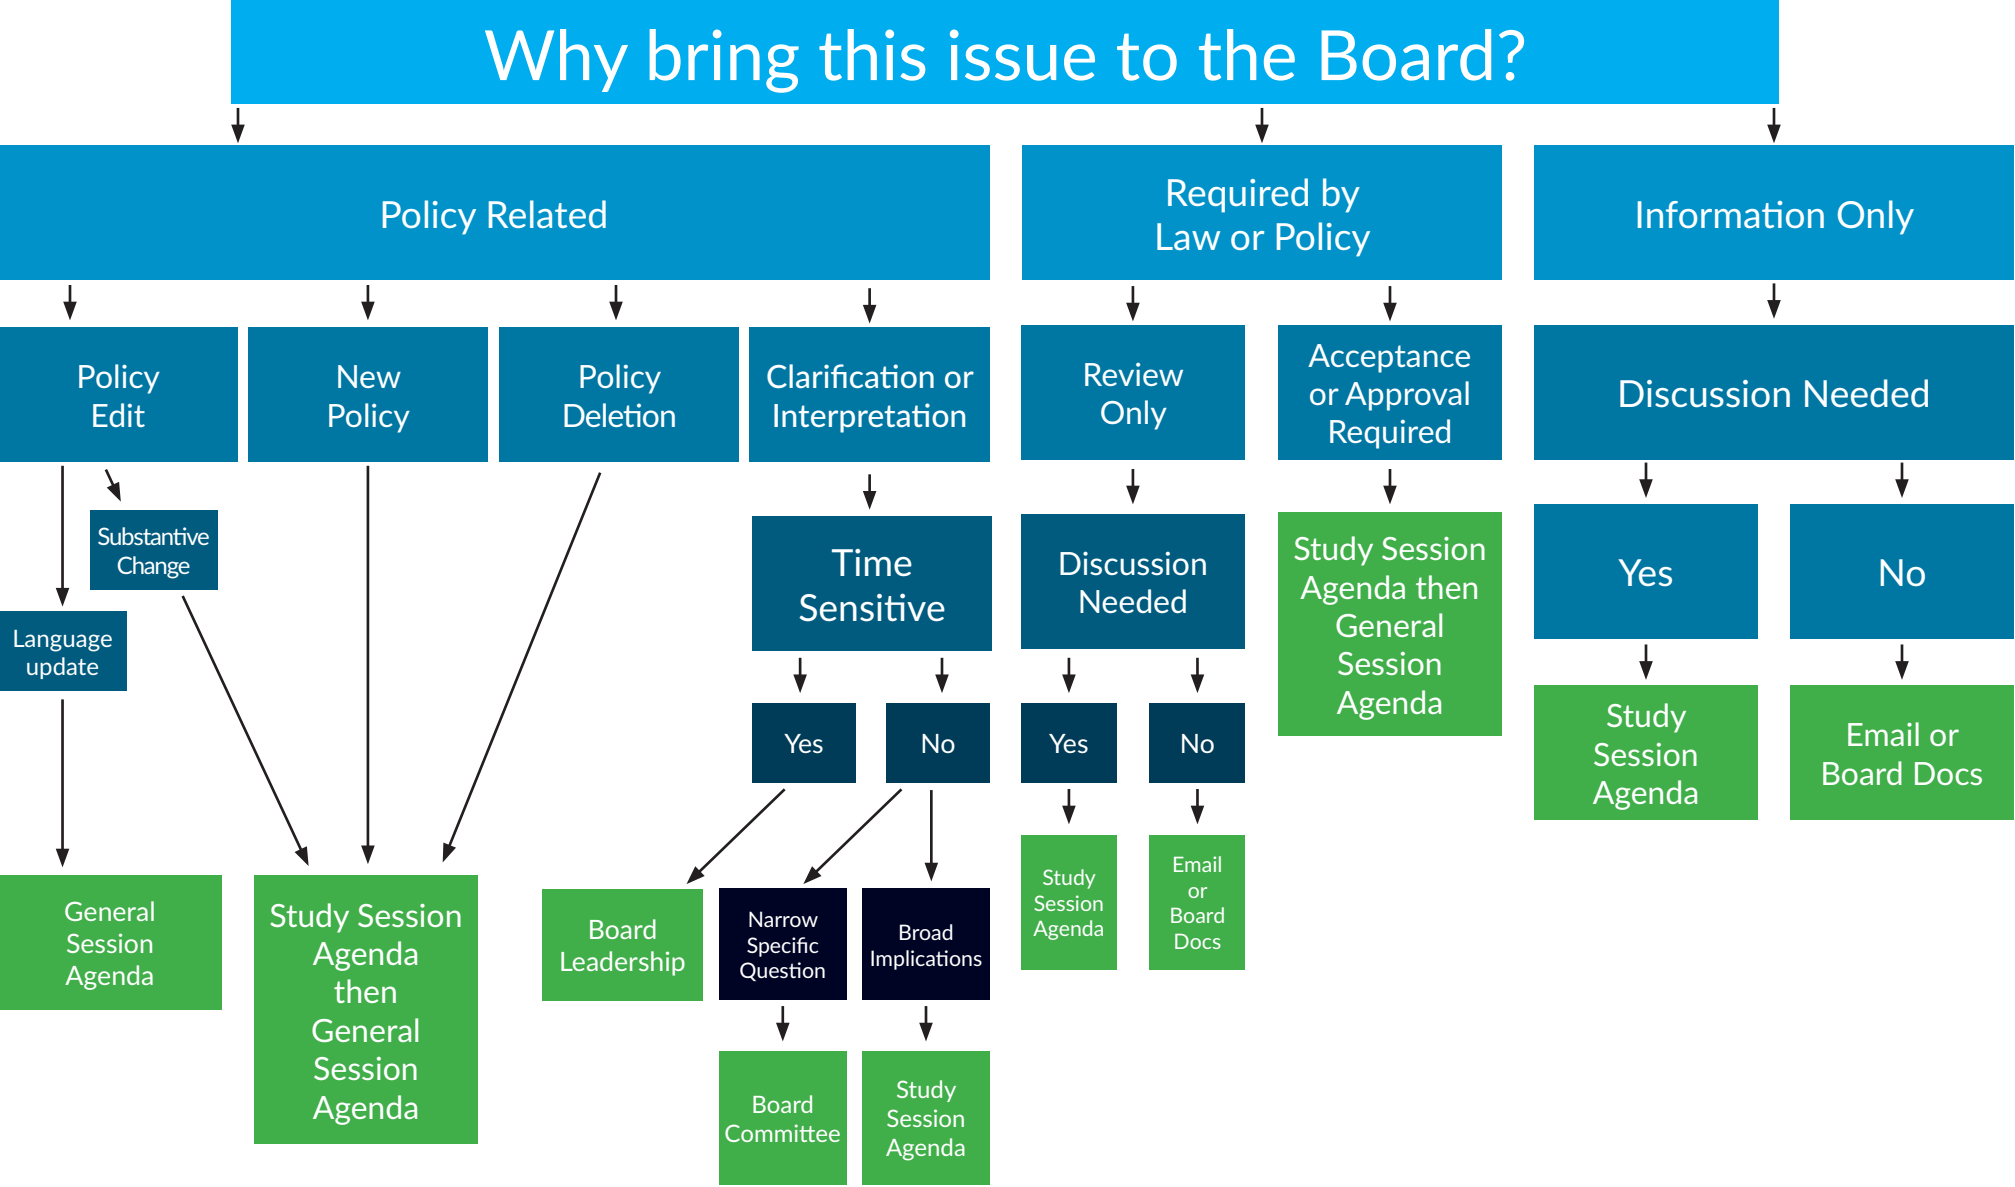 Why bring this issue to the Board?
Policy Related
Required by
Law or Policy
Information Only
Policy
Edit
New
Policy
Policy
Deletion
Clarification or
Interpretation
Review
Only
Acceptance
or Approval
Required
Discussion Needed
Substantive
Change
Language
update
Time
Sensitive
Discussion
Needed
Study Session
Agenda then
General
Session
Agenda
Yes
No
Yes
No
Yes
No
Study
Session
Agenda
Email or
Board Docs
General
Session
Agenda
Study Session
Agenda
then
General
Session
Agenda
Board
Leadership
Narrow
Specific
Question
Broad
Implications
Study
Session
Agenda
Email
or
Board
Docs
Board
Committee
Study
Session
Agenda